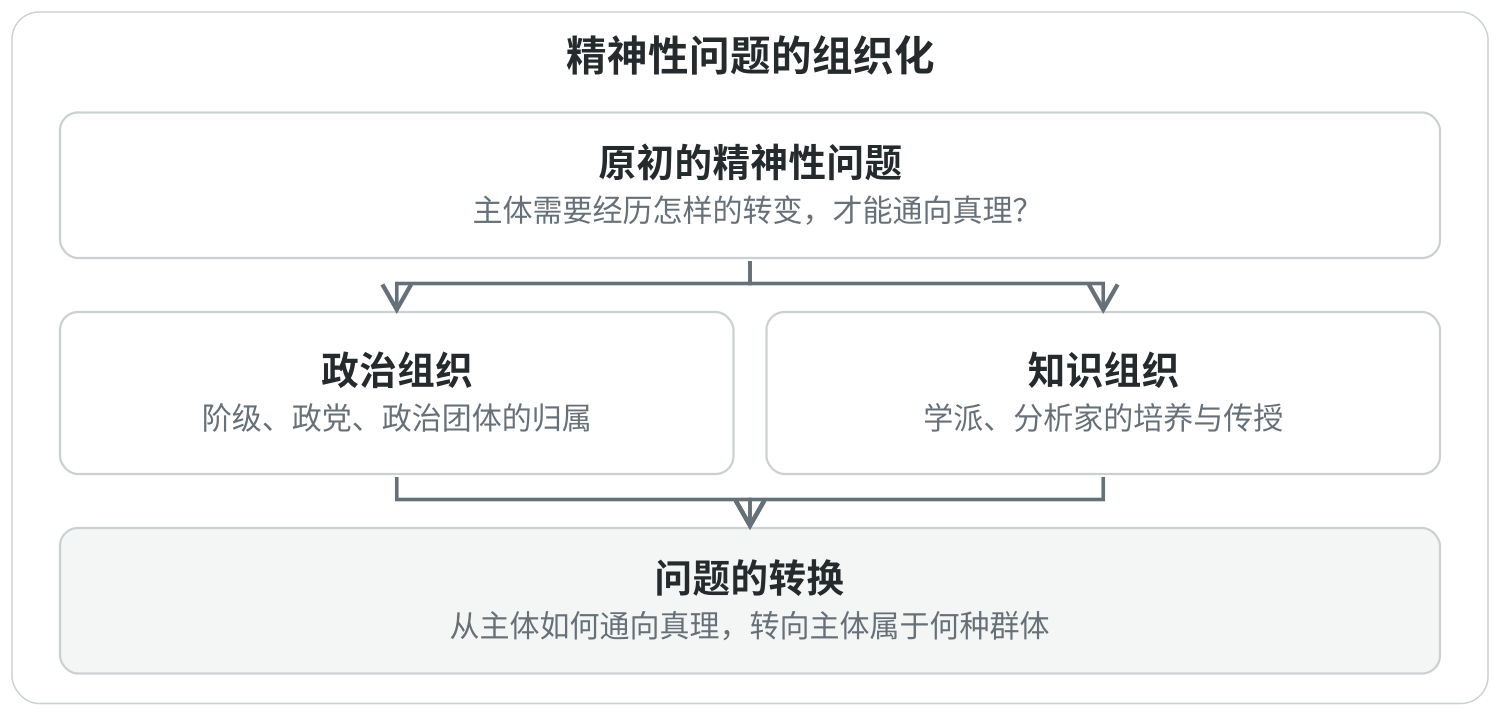 精神性问题的组织化
原初的精神性问题
主体需要经历怎样的转变，才能通向真理？
政治组织
阶级、政党、政治团体的归属
知识组织
学派、分析家的培养与传授
问题的转换
从主体如何通向真理，转向主体属于何种群体